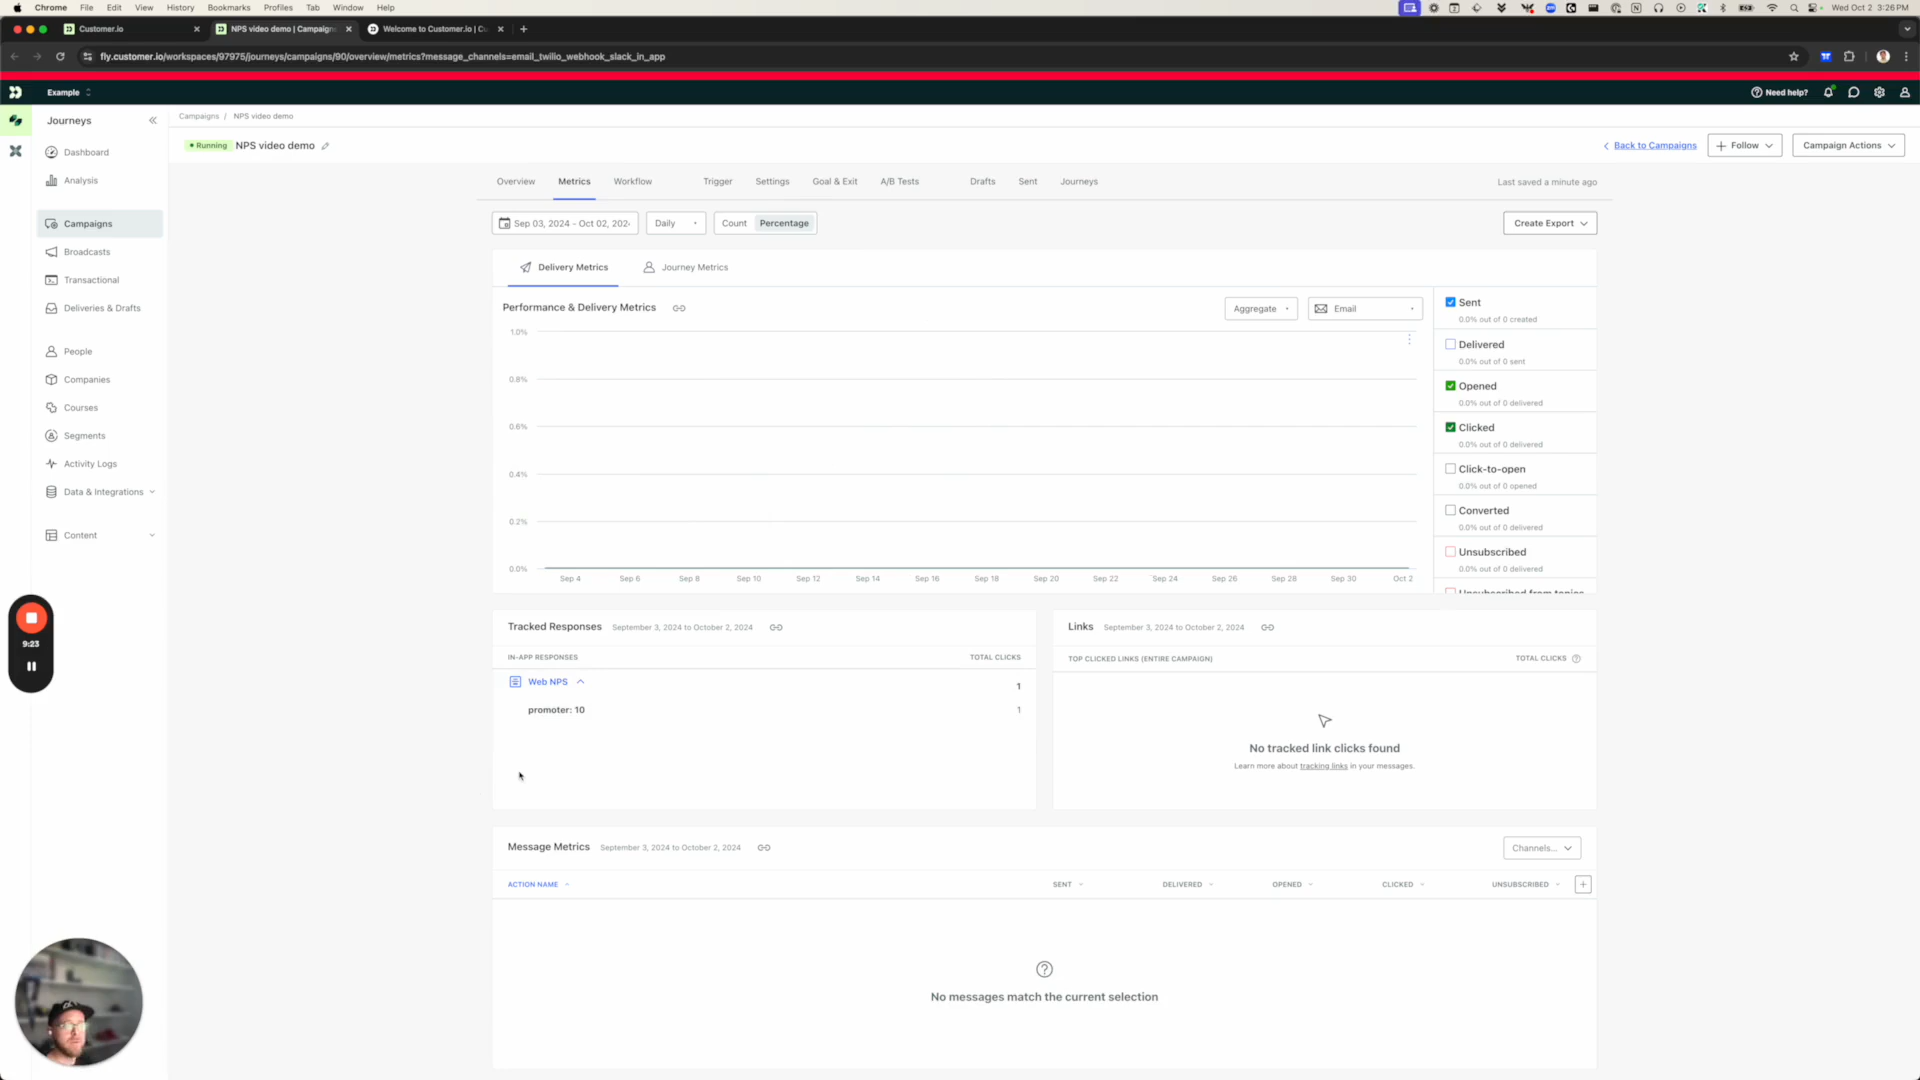 Chrome File Edit View History Bookmarks Profiles Tab Window Help
Wed Oct 2 3:26 PM
Customer.io
NPS video demo | Campaign
Welcome to Customer.io | Cu
fly.customer.io/workspaces/97975/journeys/campaigns/90/overview/metrics?message_channels=email_twilio_webhook_slack_in_app
Example
Need help?
Journeys
Campaigns / NPS video demo
Running NPS video demo
Back to Campaigns
Follow
Campaign Actions
Dashboard
Analysis
Campaigns
Broadcasts
Transactional
Deliveries & Drafts
People
Companies
Courses
Segments
Activity Logs
Data & Integrations
Content
9:23
Overview Metrics Workflow Trigger Settings Goal & Exit A/B Tests Drafts Sent Journeys
Last saved a minute ago
Sep 03, 2024 - Oct 02, 202
Daily
Count Percentage
Create Export
Delivery Metrics
Journey Metrics
Performance & Delivery Metrics
Aggregate
Email
1.0%
0.8%
0.6%
0.4%
0.2%
0.0%
Sep 4 Sep 6 Sep 8 Sep 10 Sep 12 Sep 14 Sep 16 Sep 18 Sep 20 Sep 22 Sep 24 Sep 26 Sep 28 Sep 30 Oct 2
Sent
0.0% out of 0 created
Delivered
0.0% out of 0 sent
Opened
0.0% out of 0 delivered
Clicked
0.0% out of 0 delivered
Click-to-open
0.0% out of 0 opened
Converted
0.0% out of 0 delivered
Unsubscribed
0.0% out of 0 delivered
Unsubscribed from topics
Tracked Responses September 3, 2024 to October 2, 2024
IN-APP RESPONSES TOTAL CLICKS
Web NPS 1
promoter: 10 1
Links September 3, 2024 to October 2, 2024
TOP CLICKED LINKS (ENTIRE CAMPAIGN) TOTAL CLICKS
No tracked link clicks found
Learn more about tracking links in your messages.
Message Metrics September 3, 2024 to October 2, 2024
Channels...
ACTION NAME SENT DELIVERED OPENED CLICKED UNSUBSCRIBED
No messages match the current selection